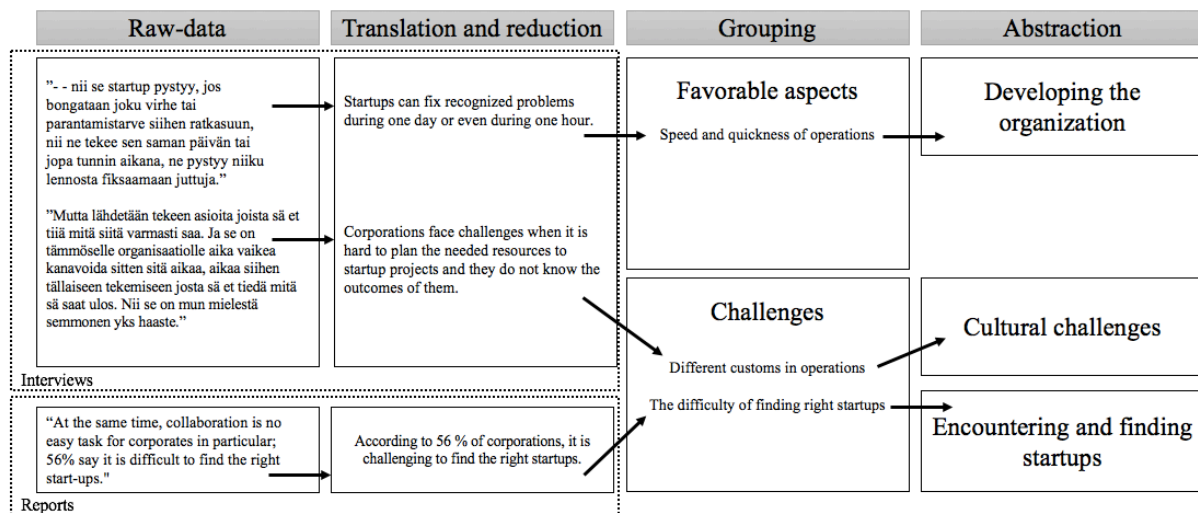 Raw-data
Translation and reduction
Grouping
Abstraction
”- - nii se startup pystyy, jos
bongataan joku virhe tai
parantamistarve siihen ratkasuun,
nii ne tekee sen saman päivän tai
jopa tunnin aikana, ne pystyy niiku
lennosta fiksaamaan juttuja.”
”Mutta lähdetään tekeen asioita joista sä et
tiiä mitä siitä varmasti saa. Ja se on
tämmöselle organisaatiolle aika vaikea
kanavoida sitten sitä aikaa, aikaa siihen
tällaiseen tekemiseen josta sä et tiedä mitä
sä saat ulos. Nii se on mun mielestä
semmonen yks haaste.”
Interviews
Startups can fix recognized problems
during one day or even during one hour.
Corporations face challenges when it is
hard to plan the needed resources to
startup projects and they do not know the
outcomes of them.
Favorable aspects
Speed and quickness of operations
Developing the
organization
Challenges
Different customs in operations
The difficulty of finding right startups
Cultural challenges
Encountering and finding
startups
“At the same time, collaboration is no
easy task for corporates in particular;
56% say it is difficult to find the right
start-ups."
According to 56 % of corporations, it is
challenging to find the right startups.
Reports